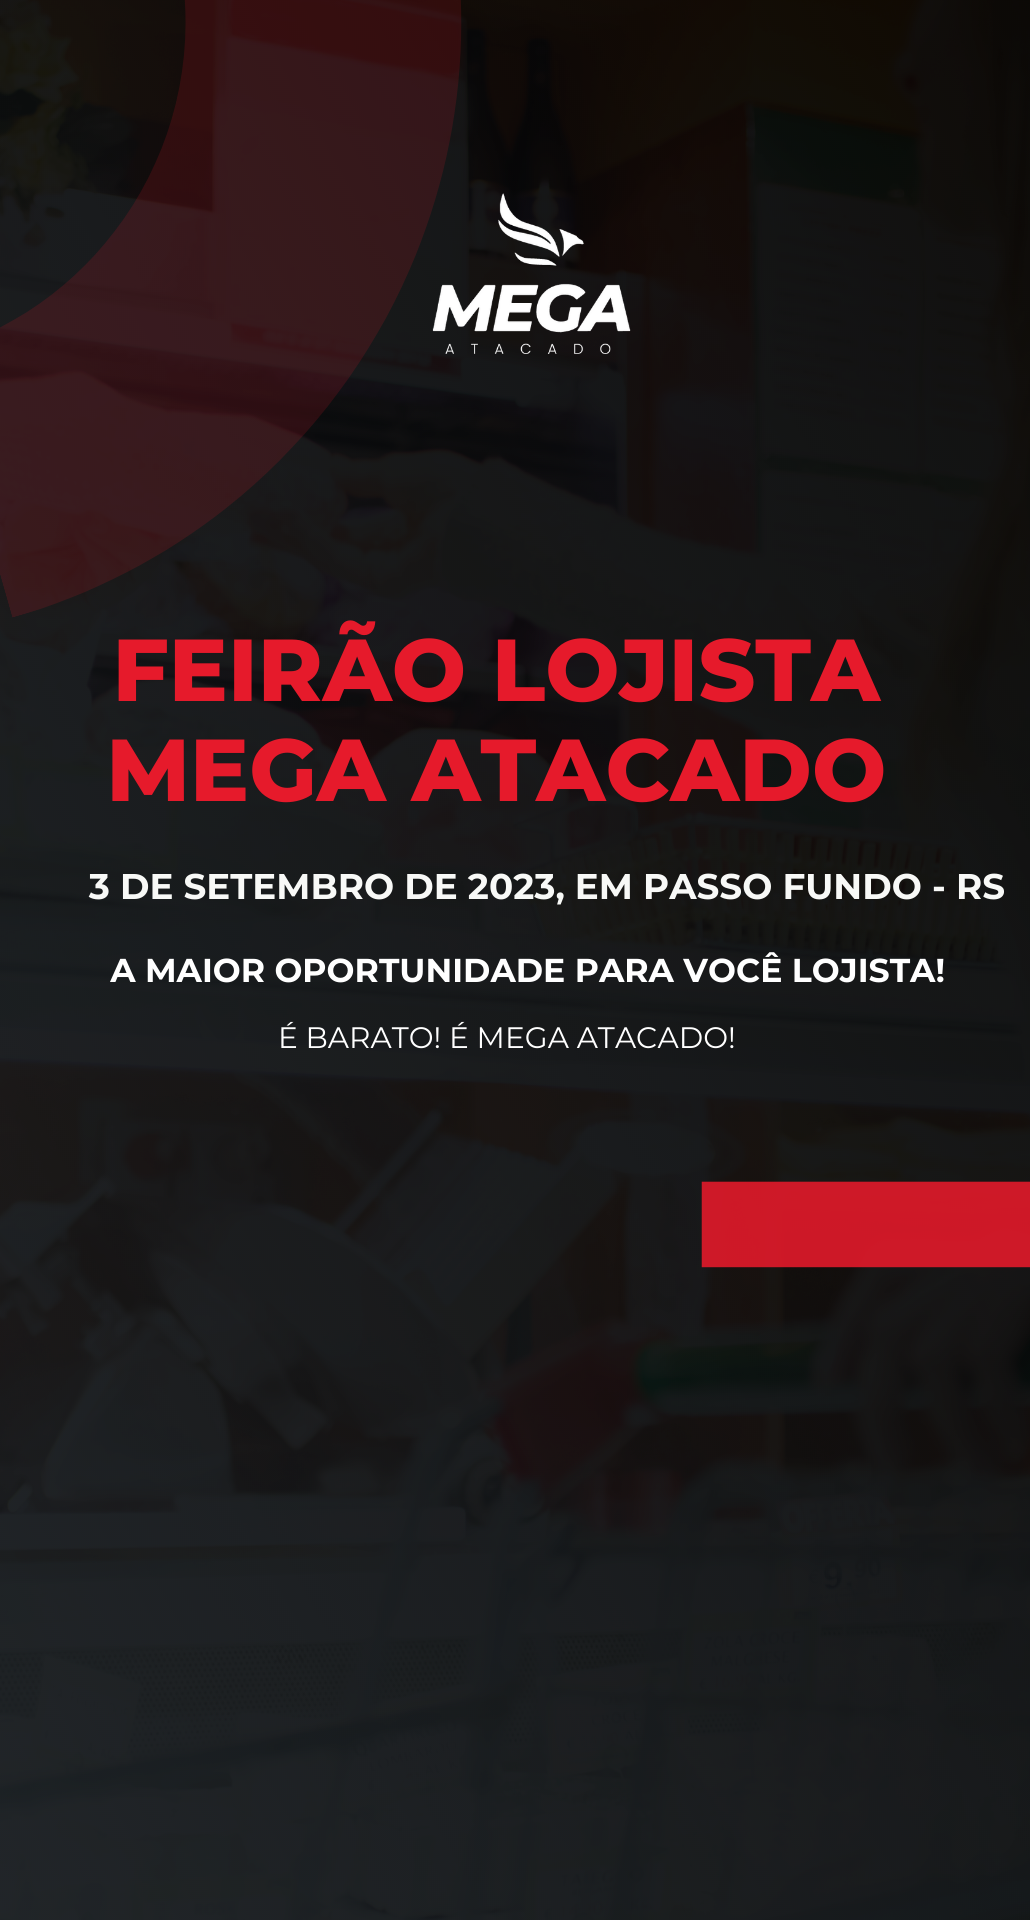 MEGA
ATACADO
FEIRÃO LOJISTA
MEGA ATACADO
3 DE SETEMBRO DE 2023, EM PASSO FUNDO - RS
A MAIOR OPORTUNIDADE PARA VOCÊ LOJISTA!
É BARATO! É MEGA ATACADO!